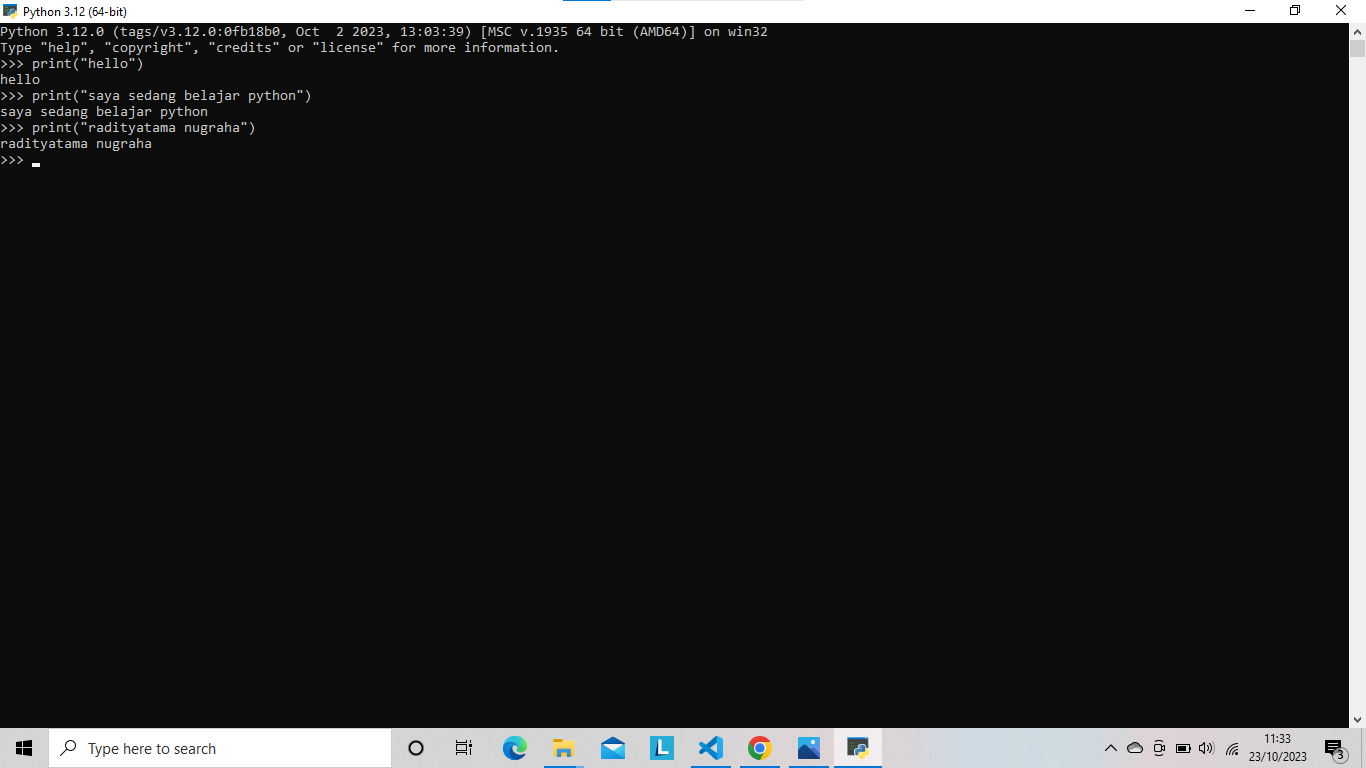 Python 3.12 (64-bit)
Python 3.12.0 (tags/v3.12.0:0fb18b0, Oct  2 2023, 13:03:39) [MSC v.1935 64 bit (AMD64)] on win32
Type "help", "copyright", "credits" or "license" for more information.
>>> print("hello")
hello
>>> print("saya sedang belajar python")
saya sedang belajar python
>>> print("radityatama nugraha")
radityatama nugraha
>>>
Type here to search
L
11:33
23/10/2023
3